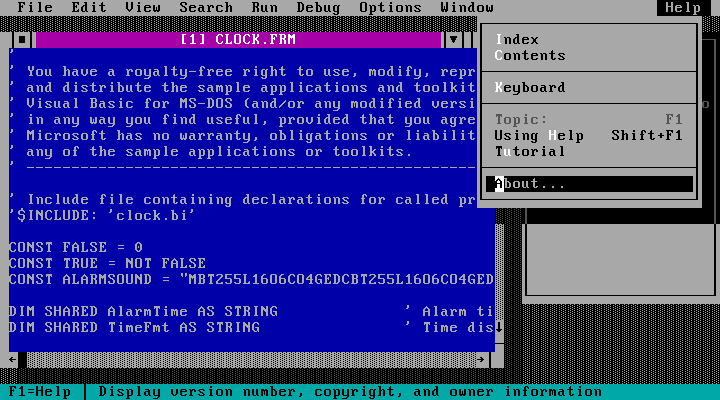 File Edit View Search Run Debug Options Window Help
[1] CLOCK.FRM
'
' You have a royalty-free right to use, modify, repr
' and distribute the sample applications and toolkit
' Visual Basic for MS-DOS (and/or any modified versi
' in any way you find useful, provided that you agre
' Microsoft has no warranty, obligations or liabilit
' any of the sample applications or toolkits.
' --------------------------------------------------
' Include file containing declarations for called pr
'$INCLUDE: 'clock.bi'
CONST FALSE = 0
CONST TRUE = NOT FALSE
CONST ALARMSOUND = "MBT255L16O6CO4GEDCBT255L16O6CO4GED
DIM SHARED AlarmTime AS STRING ' Alarm ti
DIM SHARED TimeFmt AS STRING ' Time dis
Index
Contents
Keyboard
Topic: F1
Using Help Shift+F1
Tutorial
About...
F1=Help | Display version number, copyright, and owner information